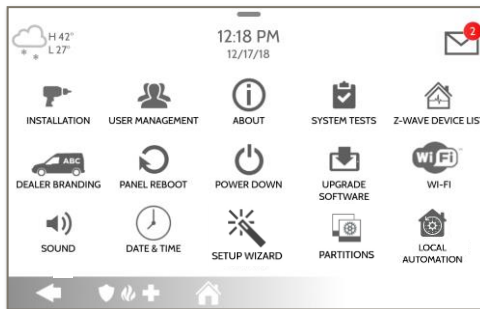 H 42°
L 27°
12:18 PM
12/17/18
2
INSTALLATION
USER MANAGEMENT
ABOUT
SYSTEM TESTS
Z-WAVE DEVICE LIS
ABC
DEALER BRANDING
PANEL REBOOT
POWER DOWN
UPGRADE
SOFTWARE
WiFi
WI-FI
SOUND
DATE & TIME
SETUP WIZARD
PARTITIONS
LOCAL
AUTOMATION